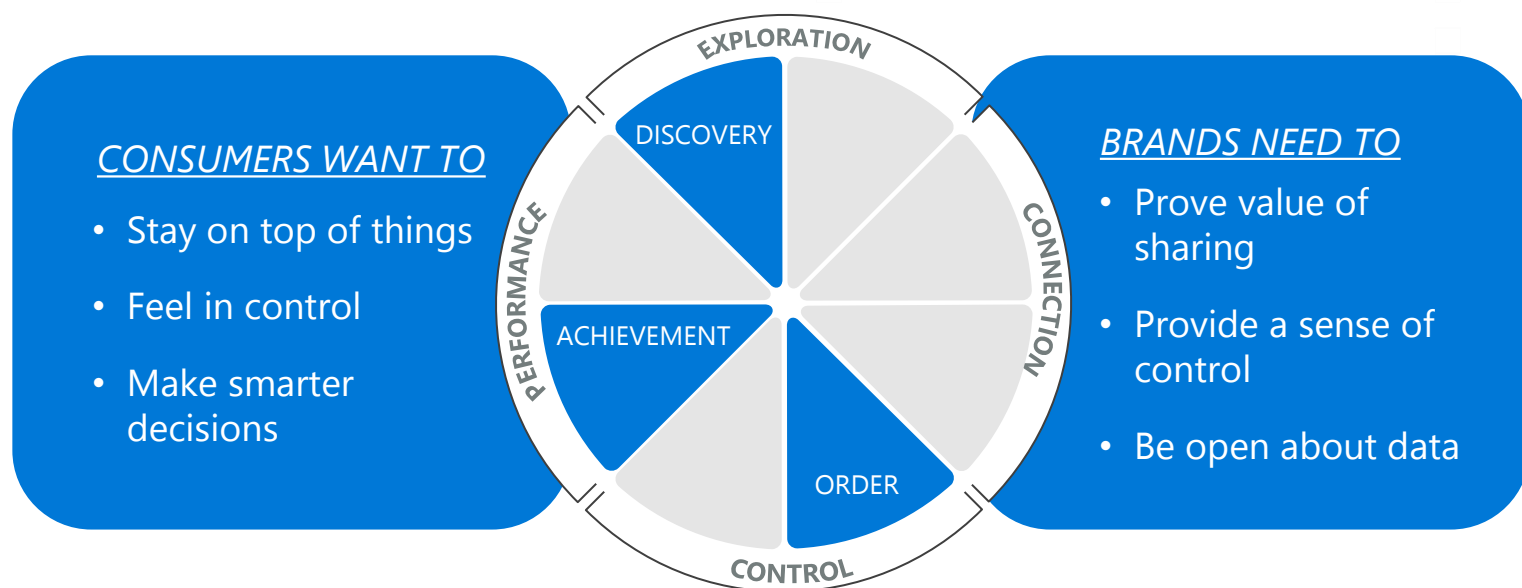 CONSUMERS WANT TO
• Stay on top of things
• Feel in control
• Make smarter
decisions
EXPLORATION
PERFORMANCE
CONNECTION
CONTROL
DISCOVERY
ACHIEVEMENT
ORDER
BRANDS NEED TO
• Prove value of
sharing
• Provide a sense of
control
• Be open about data